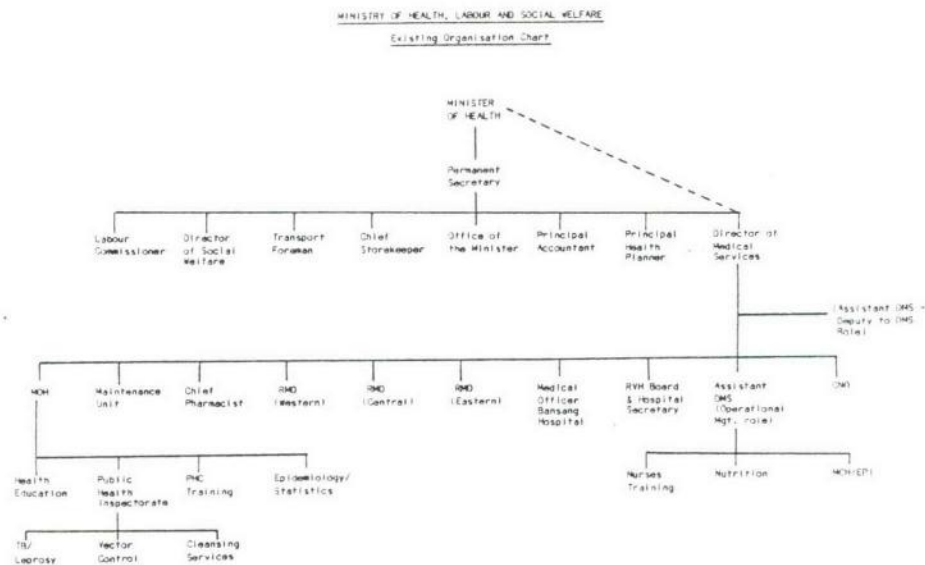 MINISTRY OF HEALTH, LABOUR AND SOCIAL WELFARE
Existing Organisation Chart
MINISTER
OF HEALTH
Permanent
Secretary
Labour
Commissioner
Director
of Social
Welfare
Transport
Foreman
Chief
Storekeeper
Office of
the Minister
Principal
Accountant
Principal
Health
Planner
Director of
Medical
Services
(Assistant DMS -
Deputy to DMS
Role)
MOH
Maintenance
Unit
Chief
Pharmacist
RMO
(Western)
RMO
(Central)
RMO
(Eastern)
Medical
Officer
Bansang
Hospital
RVH Board
& Hospital
Secretary
Assistant
DMS
(Operational
Mgt. role)
CNO
Health
Education
Public
Health
Inspectorate
PHC
Training
Epidemiology/
Statistics
Nurses
Training
Nutrition
MCH/EPI
TB/
Leprosy
Vector
Control
Cleansing
Services